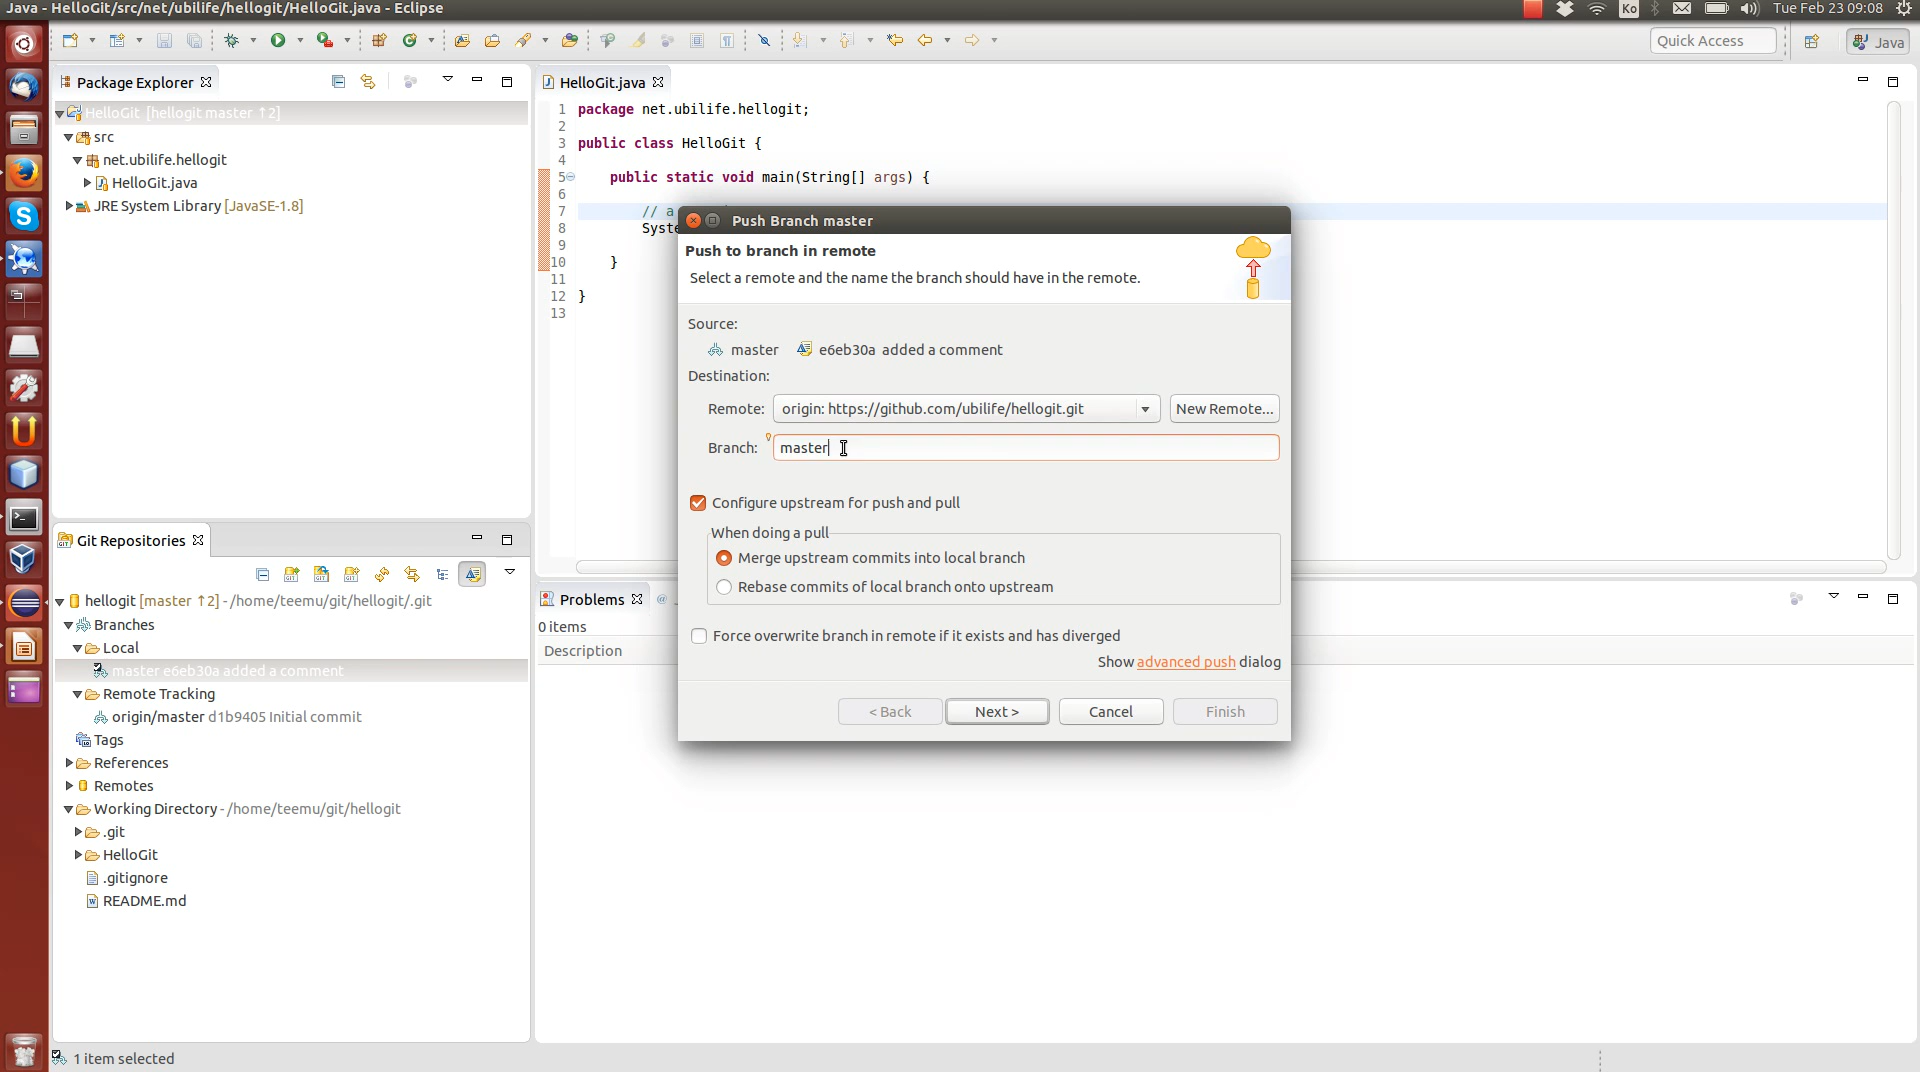 Java - HelloGit/src/net/ubilife/hellogit/HelloGit.java - Eclipse
Ko
Tue Feb 23 09:08
Quick Access
Java
Package Explorer
HelloGit [hellogit master ↑2]
src
net.ubilife.hellogit
HelloGit.java
JRE System Library [JavaSE-1.8]
HelloGit.java
1 package net.ubilife.hellogit;
2
3 public class HelloGit {
4
5 public static void main(String[] args) {
6
7 // a
8 Syste
9
10 }
11
12 }
13
Push Branch master
Push to branch in remote
Select a remote and the name the branch should have in the remote.
Source:
master e6eb30a added a comment
Destination:
Remote: origin: https://github.com/ubilife/hellogit.git New Remote...
Branch: master
Configure upstream for push and pull
When doing a pull
Merge upstream commits into local branch
Rebase commits of local branch onto upstream
Force overwrite branch in remote if it exists and has diverged
Show advanced push dialog
< Back Next > Cancel Finish
Git Repositories
hellogit [master ↑2] - /home/teemu/git/hellogit/.git
Branches
Local
master e6eb30a added a comment
Remote Tracking
origin/master d1b9405 Initial commit
Tags
References
Remotes
Working Directory - /home/teemu/git/hellogit
.git
HelloGit
.gitignore
README.md
Problems
0 items
Description
1 item selected